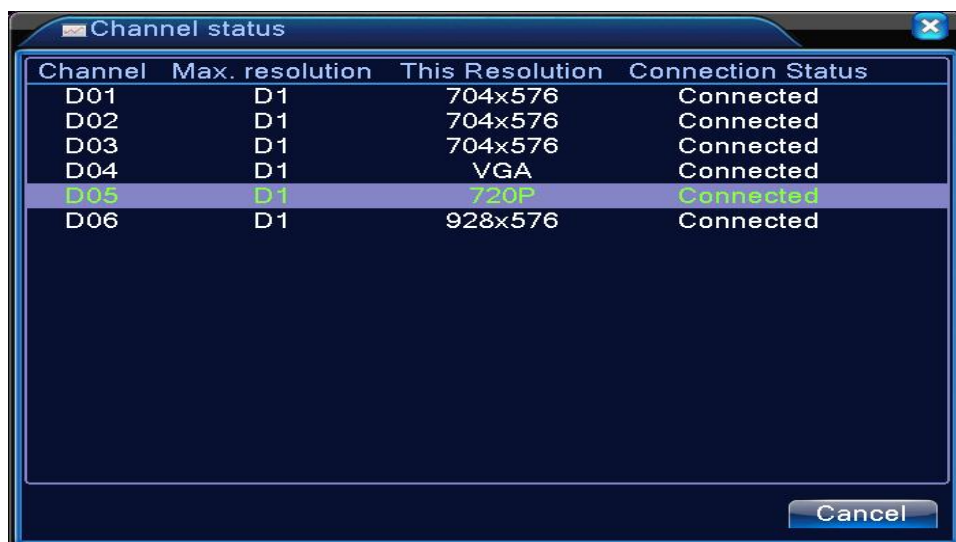 Channel status
Channel Max. resolution This Resolution Connection Status
D01 D1 704x576 Connected
D02 D1 704x576 Connected
D03 D1 704x576 Connected
D04 D1 VGA Connected
D05 D1 720P Connected
D06 D1 928x576 Connected
Cancel